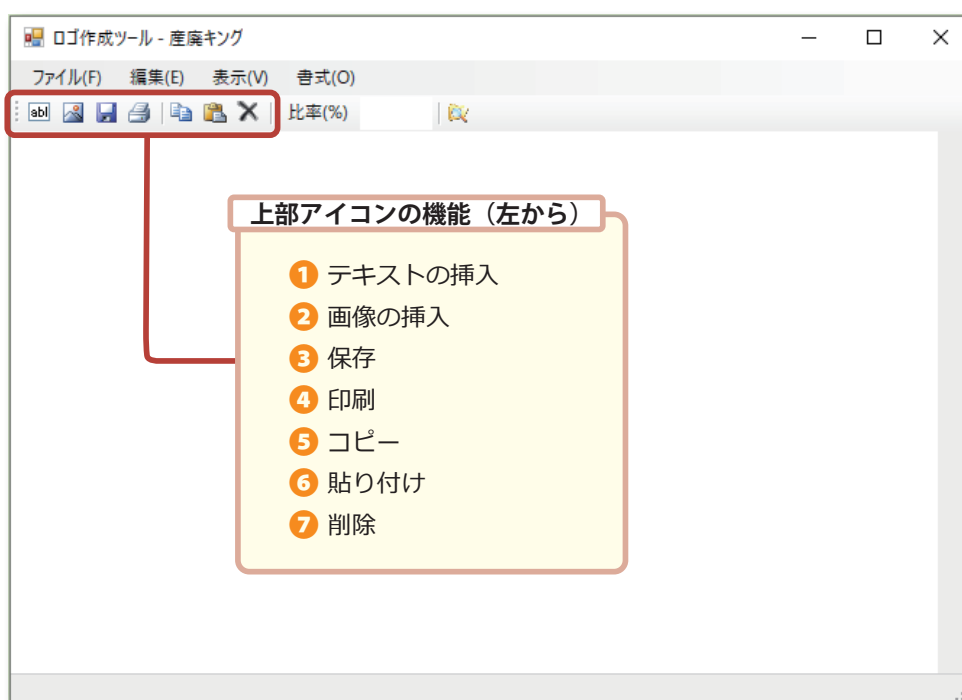 ロゴ作成ツール - 産廃キング
ファイル(F) 編集(E) 表示(V) 書式(O)
abl 比率(%)
上部アイコンの機能（左から）
1 テキストの挿入
2 画像の挿入
3 保存
4 印刷
5 コピー
6 貼り付け
7 削除